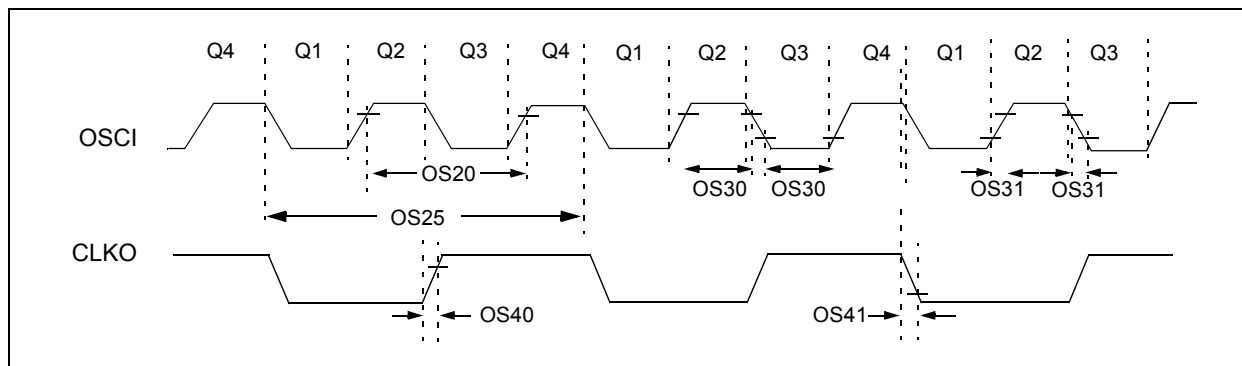 Q4 Q1 Q2 Q3 Q4 Q1 Q2 Q3 Q4 Q1 Q2 Q3
OSCI
OS20
OS30 OS30
OS31 OS31
OS25
CLKO
OS40
OS41